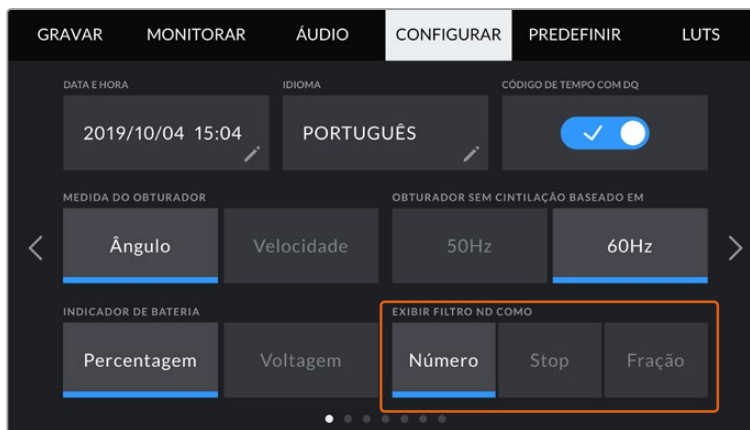 GRAVAR MONITORAR ÁUDIO CONFIGURAR PREDEFINIR LUTS
DATA E HORA IDIOMA CÓDIGO DE TEMPO COM DQ
2019/10/04 15:04 PORTUGUÊS
MEDIDA DO OBTURADOR OBTURADOR SEM CINTILAÇÃO BASEADO EM
Ângulo Velocidade 50Hz 60Hz
INDICADOR DE BATERIA EXIBIR FILTRO ND COMO
Percentagem Voltagem Número Stop Fração